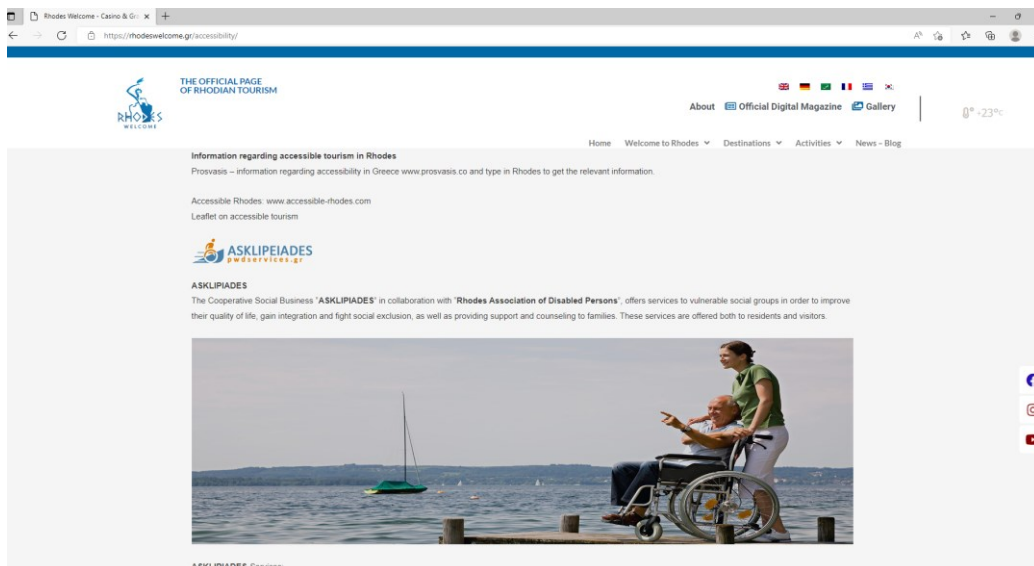 Rhodes Welcome - Casino & Gr
https://rhodeswelcome.gr/accessibility/
THE OFFICIAL PAGE
OF RHODIAN TOURISM
RHODES
WELCOME
About Official Digital Magazine Gallery
+23°C
Home Welcome to Rhodes Destinations Activities News – Blog
Information regarding accessible tourism in Rhodes
Prosvasis – information regarding accessibility in Greece www.prosvasis.co and type in Rhodes to get the relevant information.
Accessible Rhodes: www.accessible-rhodes.com
Leaflet on accessible tourism
ASKLIPEIADES
pwdservices.gr
ASKLIPIADES
The Cooperative Social Business "ASKLIPIADES" in collaboration with "Rhodes Association of Disabled Persons", offers services to vulnerable social groups in order to improve
their quality of life, gain integration and fight social exclusion, as well as providing support and counseling to families. These services are offered both to residents and visitors.
ASKLIPIADES Services: